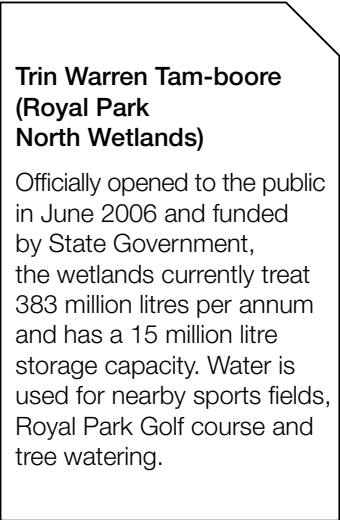 Trin Warren Tam-boore
(Royal Park
North Wetlands)
Officially opened to the public
in June 2006 and funded
by State Government,
the wetlands currently treat
383 million litres per annum
and has a 15 million litre
storage capacity. Water is
used for nearby sports fields,
Royal Park Golf course and
tree watering.